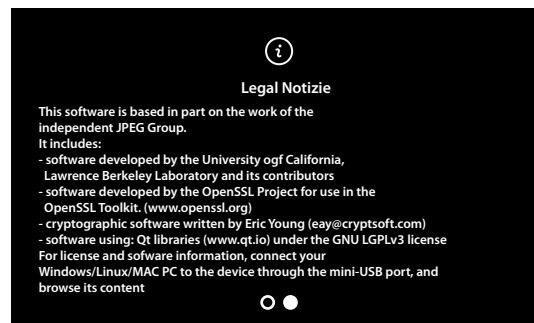 i
Legal Notizie
This software is based in part on the work of the
independent JPEG Group.
It includes:
- software developed by the University ogf California,
Lawrence Berkeley Laboratory and its contributors
- software developed by the OpenSSL Project for use in the
OpenSSL Toolkit. (www.openssl.org)
- cryptographic software written by Eric Young (eay@cryptsoft.com)
- software using: Qt libraries (www.qt.io) under the GNU LGPLv3 license
For license and sofware information, connect your
Windows/Linux/MAC PC to the device through the mini-USB port, and
browse its content